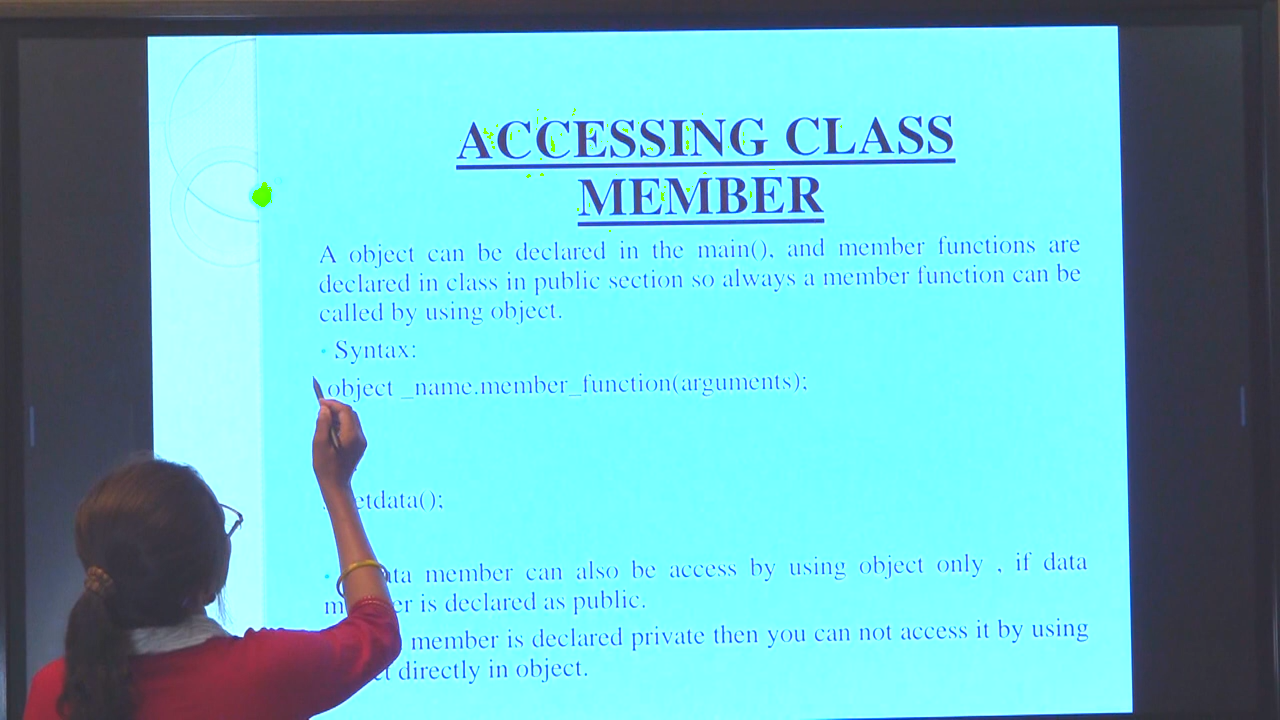 ACCESSING CLASS
MEMBER
A object can be declared in the main(), and member functions are
declared in class in public section so always a member function can be
called by using object.
Syntax:
object _name.member_function(arguments);
etdata();
member can also be access by using object only , if data
is declared as public.
member is declared private then you can not access it by using
directly in object.